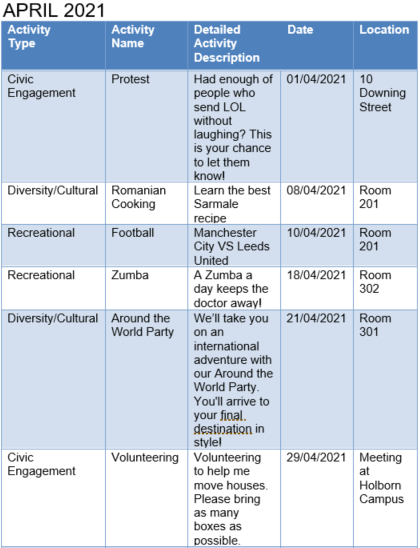 APRIL 2021
Activity Type	Activity Name	Detailed Activity Description	Date	Location
Civic Engagement	Protest	Had enough of people who send LOL without laughing? This is your chance to let them know!	01/04/2021	10 Downing Street
Diversity/Cultural	Romanian Cooking	Learn the best Sarmale recipe	08/04/2021	Room 201
Recreational	Football	Manchester City VS Leeds United	10/04/2021	Room 201
Recreational	Zumba	A Zumba a day keeps the doctor away!	18/04/2021	Room 302
Diversity/Cultural	Around the World Party	We'll take you on an international adventure with our Around the World Party. You'll arrive to your final destination in style!	21/04/2021	Room 301
Civic Engagement	Volunteering	Volunteering to help me move houses. Please bring as many boxes as possible.	29/04/2021	Meeting at Holborn Campus